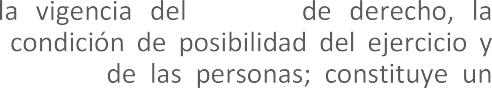 la vigencia del de derecho, la
condición de posibilidad del ejercicio y
de las personas; constituye un